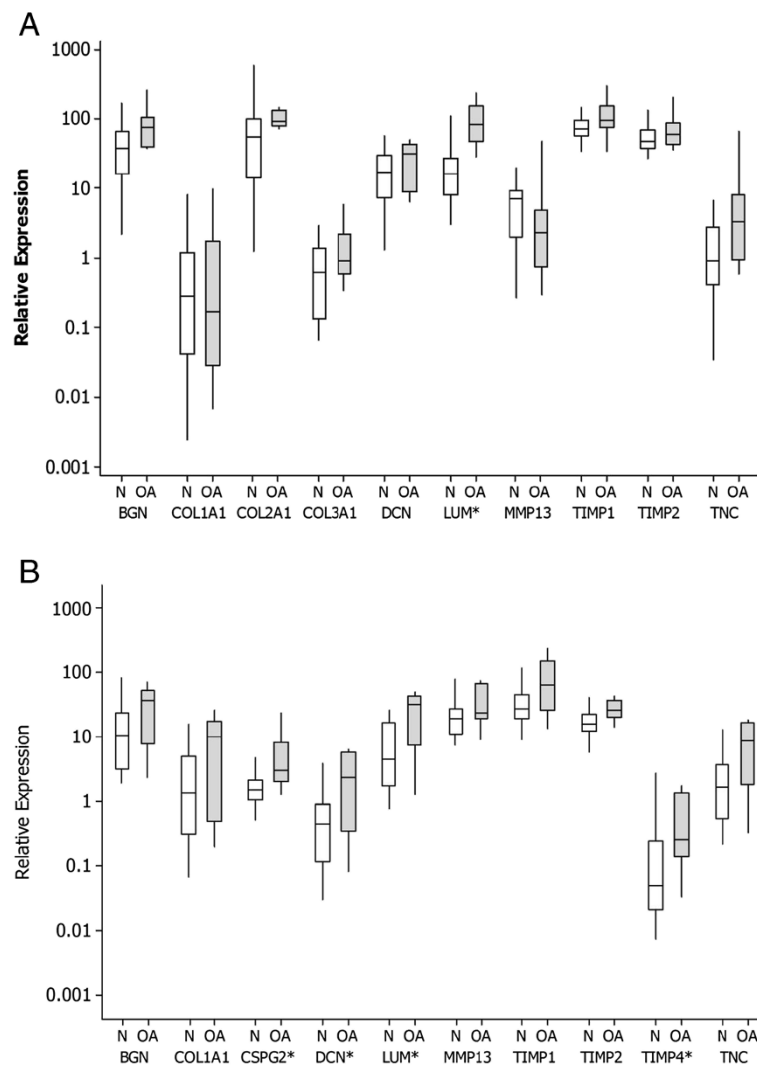 A
1000
100
10
1
0.1
0.01
0.001
Relative Expression
N OA N OA N OA N OA N OA N OA N OA N OA N OA N OA
BGN COL1A1 COL2A1 COL3A1 DCN LUM* MMP13 TIMP1 TIMP2 TNC
B
1000
100
10
1
0.1
0.01
0.001
Relative Expression
N OA N OA N OA N OA N OA N OA N OA N OA N OA N OA
BGN COL1A1 CSPG2* DCN* LUM* MMP13 TIMP1 TIMP2 TIMP4* TNC